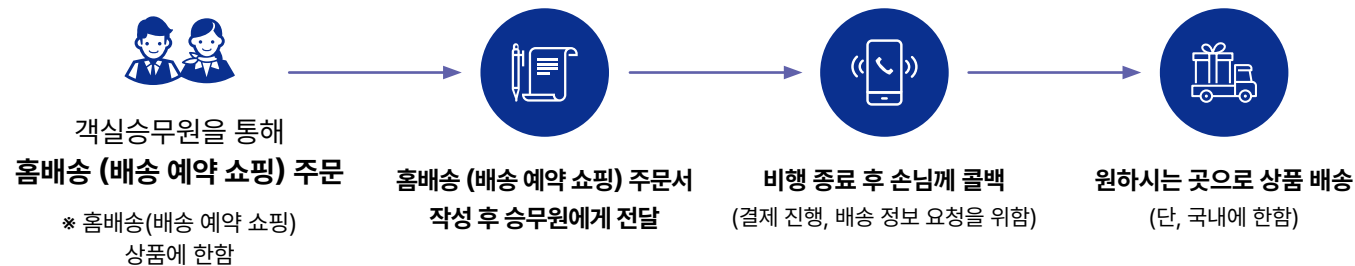 객실승무원을 통해
홈배송 (배송 예약 쇼핑) 주문
※ 홈배송(배송 예약 쇼핑)
상품에 한함
홈배송 (배송 예약 쇼핑) 주문서
작성 후 승무원에게 전달
비행 종료 후 손님께 콜백
(결제 진행, 배송 정보 요청을 위함)
원하시는 곳으로 상품 배송
(단, 국내에 한함)